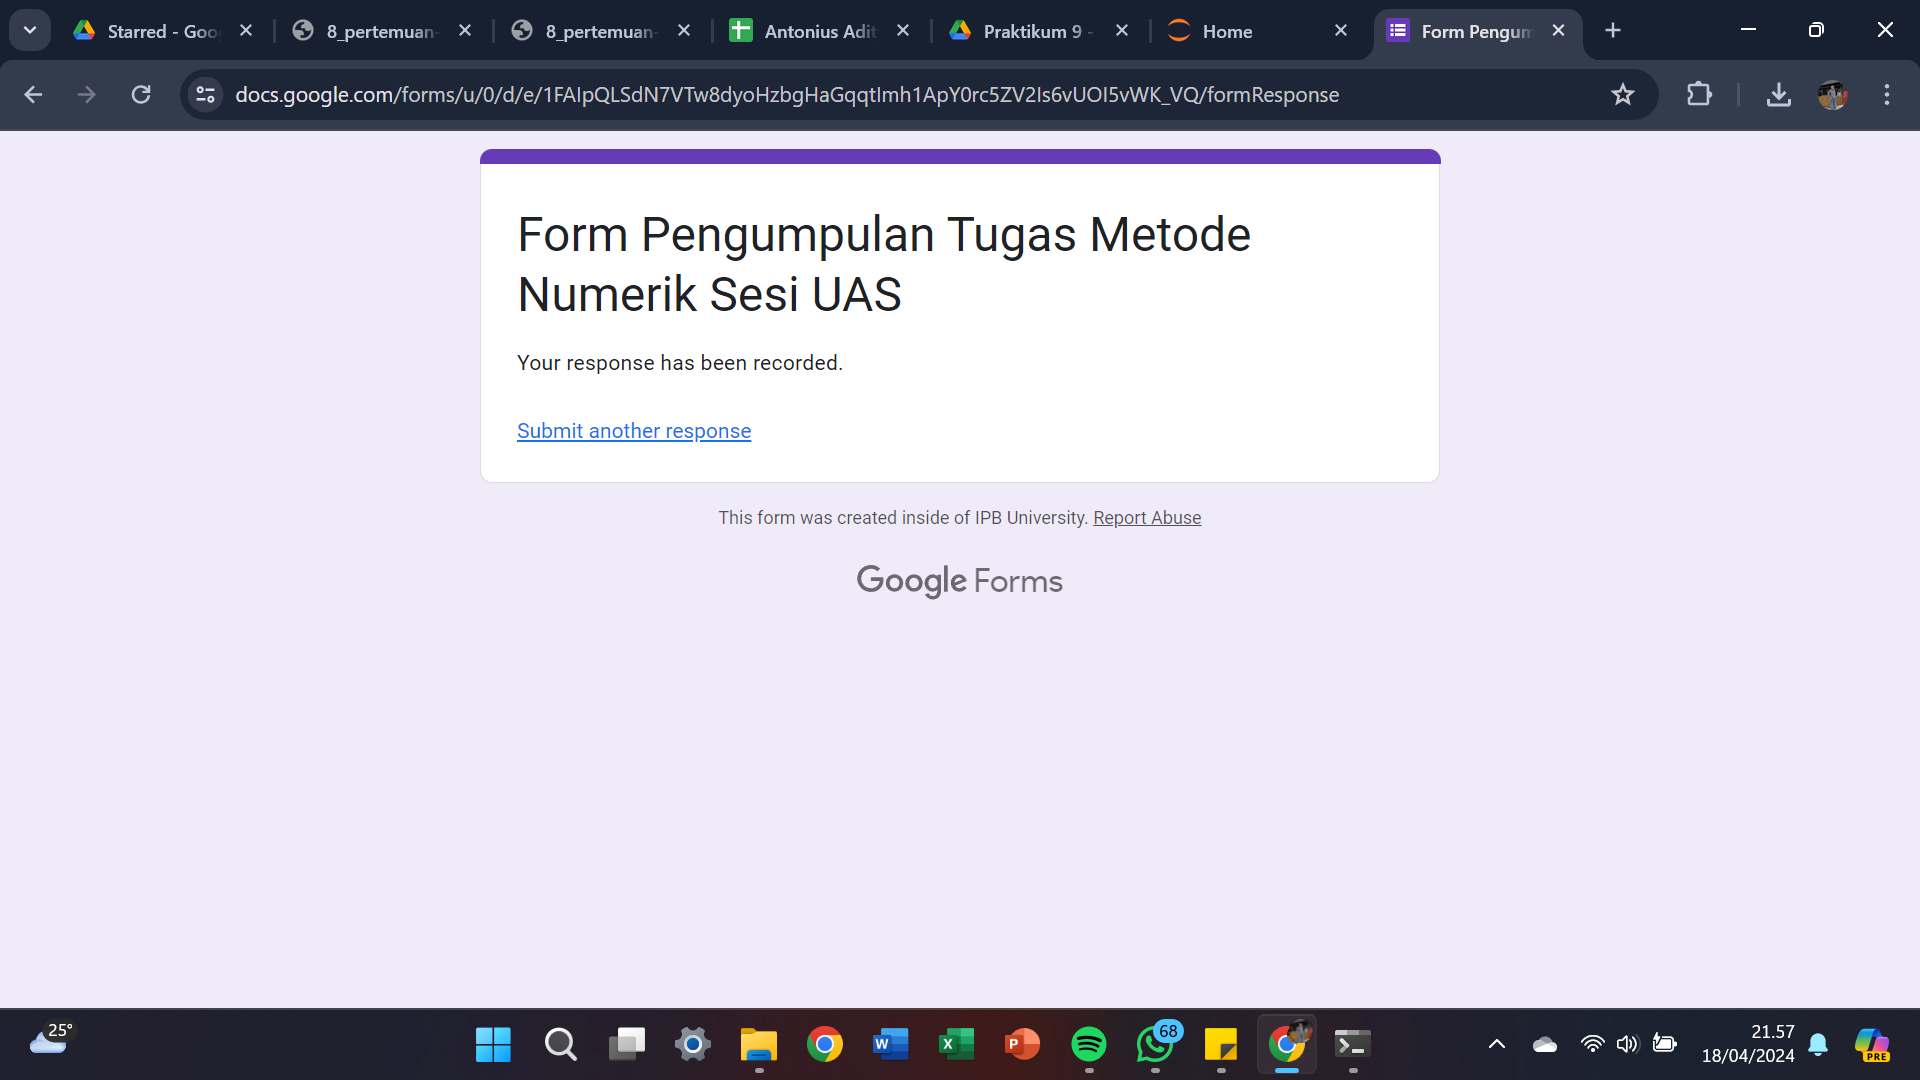 Starred - Goo
8_pertemuan-
8_pertemuan-
Antonius Adit
Praktikum 9 -
Home
Form Pengum
docs.google.com/forms/u/0/d/e/1FAIpQLSdN7VTw8dyoHzbgHaGqqtImh1ApY0rc5ZV2Is6vUOI5vWK_VQ/formResponse
Form Pengumpulan Tugas Metode
Numerik Sesi UAS
Your response has been recorded.
Submit another response
This form was created inside of IPB University. Report Abuse
Google Forms
25°
W
X
P
68
21.57
18/04/2024
PRE